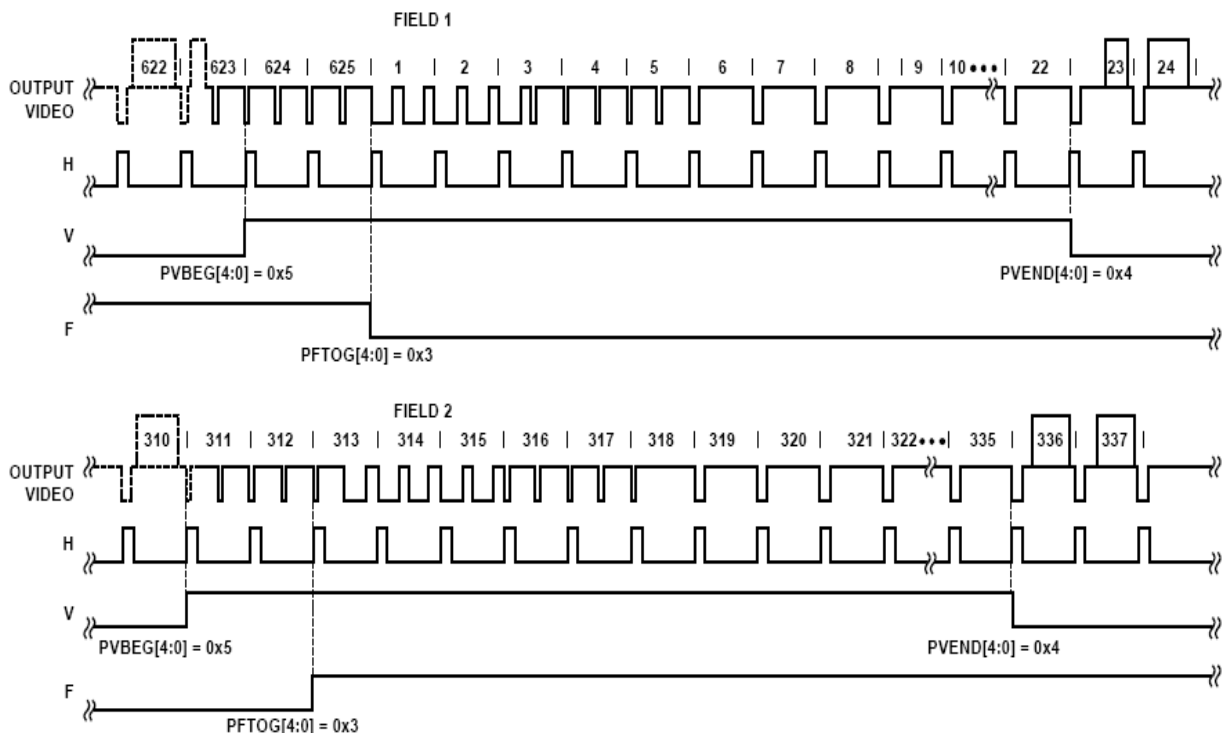 FIELD 1
622 623 624 625 1 2 3 4 5 6 7 8 9 10 ••• 22 23 24
OUTPUT
VIDEO
H
V
PVBEG[4:0] = 0x5 PVEND[4:0] = 0x4
F
PFTOG[4:0] = 0x3
FIELD 2
310 311 312 313 314 315 316 317 318 319 320 321 322••• 335 336 337
OUTPUT
VIDEO
H
V
PVBEG[4:0] = 0x5 PVEND[4:0] = 0x4
F
PFTOG[4:0] = 0x3